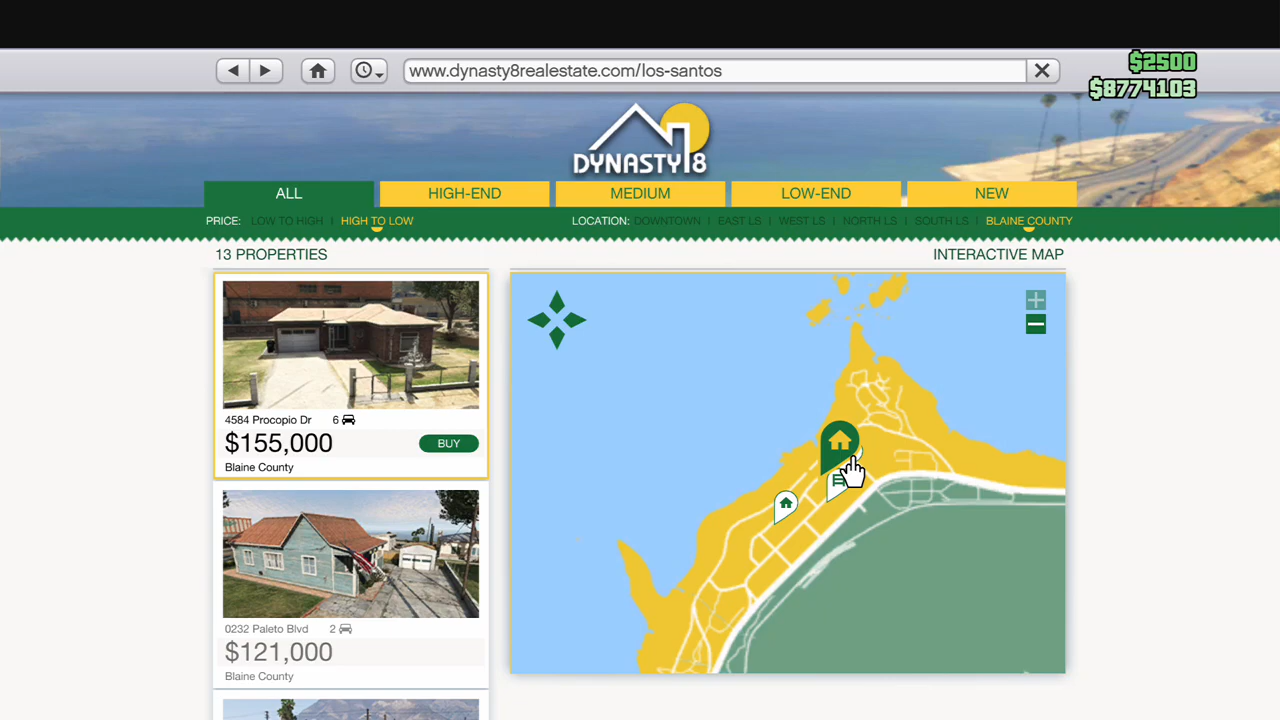 www.dynasty8realestate.com/los-santos
$2500
$8774103
DYNASTY 8
ALL
HIGH-END
MEDIUM
LOW-END
NEW
PRICE: LOW TO HIGH | HIGH TO LOW
LOCATION: DOWNTOWN | EAST LS | WEST LS | NORTH LS | SOUTH LS | BLAINE COUNTY
13 PROPERTIES
INTERACTIVE MAP
4584 Procopio Dr 6
$155,000
BUY
Blaine County
0232 Paleto Blvd 2
$121,000
Blaine County